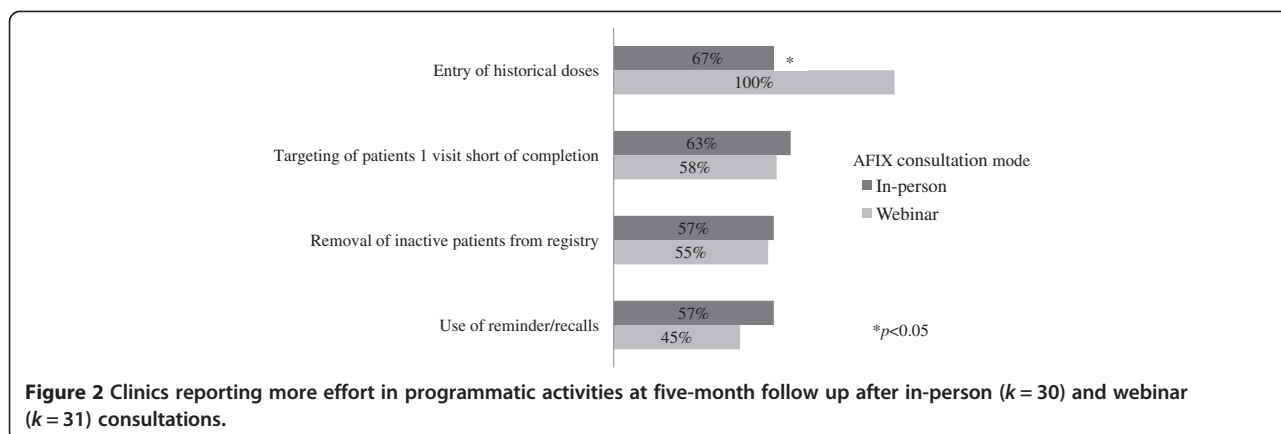 Entry of historical doses
67%
*
100%
Targeting of patients 1 visit short of completion
63%
58%
AFIX consultation mode
In-person
Webinar
Removal of inactive patients from registry
57%
55%
Use of reminder/recalls
57%
45%
*p<0.05
Figure 2 Clinics reporting more effort in programmatic activities at five-month follow up after in-person (k = 30) and webinar
(k = 31) consultations.